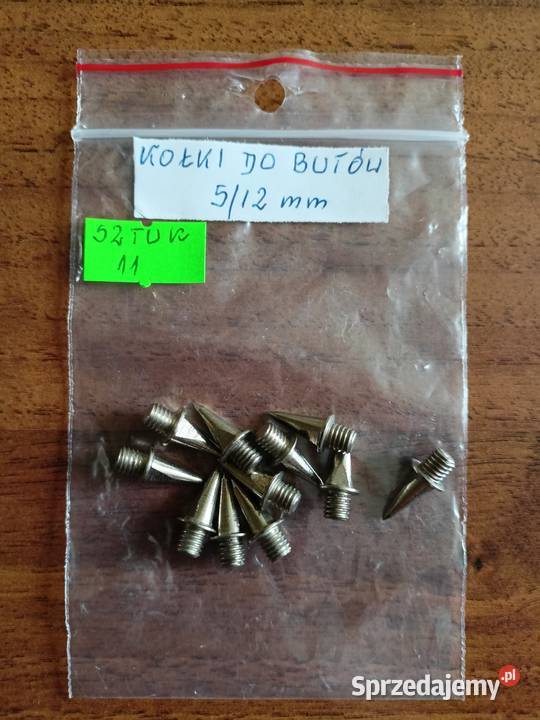 KOŁKI DO BUTÓW
5/12 mm
SZTUK
11
Sprzedajemy.pl